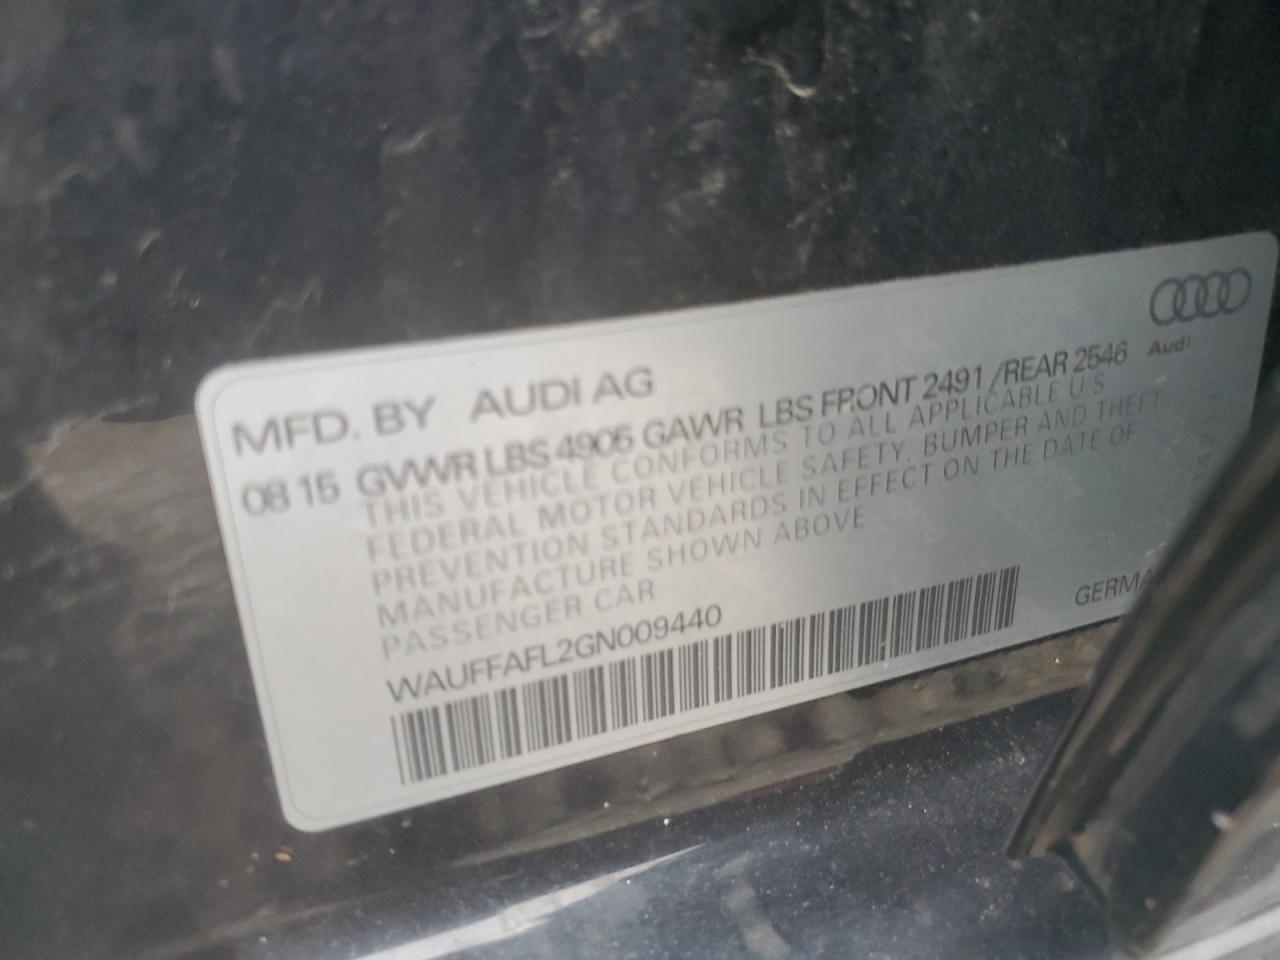 MFD. BY AUDI AG
08 15 GVWR LBS 4905 GAWR LBS FRONT 2491 /REAR 2546
Audi
THIS VEHICLE CONFORMS TO ALL APPLICABLE U S
FEDERAL MOTOR VEHICLE SAFETY, BUMPER AND THEFT
PREVENTION STANDARDS IN EFFECT ON THE DATE OF
MANUFACTURE SHOWN ABOVE
PASSENGER CAR
WAUFFAFL2GN009440
GERMA